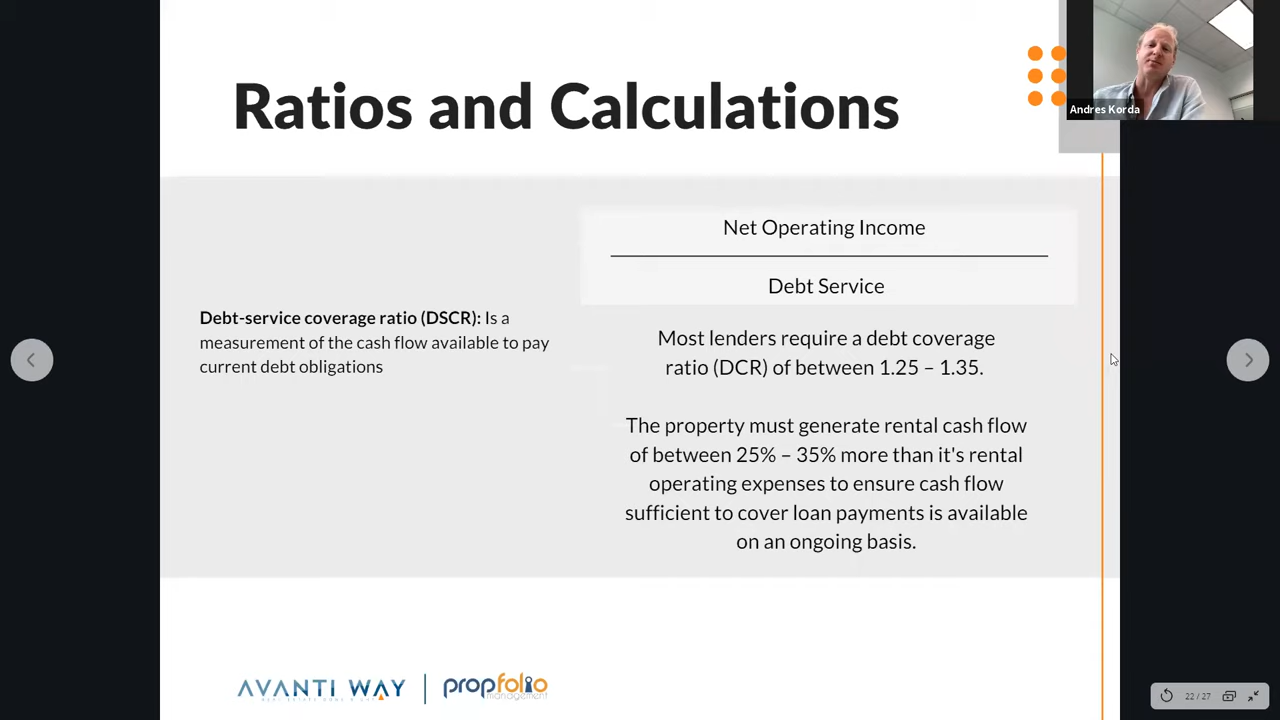 Ratios and Calculations
Andres Korda
Net Operating Income
Debt Service
Debt-service coverage ratio (DSCR): Is a
measurement of the cash flow available to pay
current debt obligations
Most lenders require a debt coverage
ratio (DCR) of between 1.25 – 1.35.
The property must generate rental cash flow
of between 25% – 35% more than it's rental
operating expenses to ensure cash flow
sufficient to cover loan payments is available
on an ongoing basis.
AVANTI WAY
propfolio
management
22 / 27